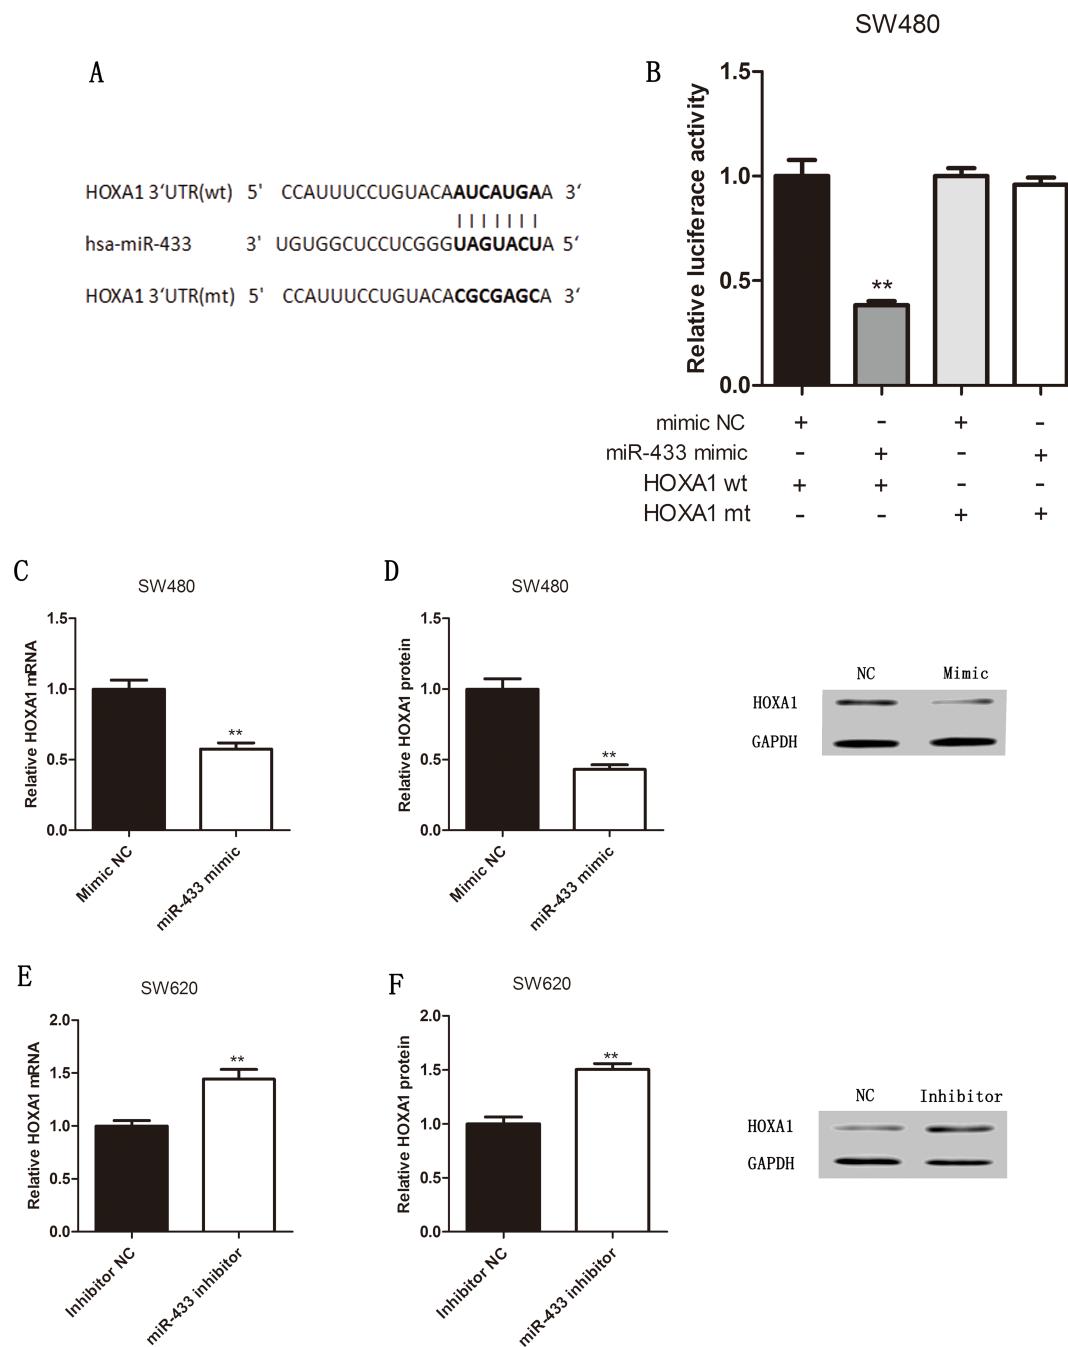 A
HOXA1 3‘UTR(wt) 5' CCAUUUCCUGUACAAUCAUGAA 3‘
hsa-miR-433 3' UGUGGCUCCUCGGGUAGUACUA 5‘
HOXA1 3‘UTR(mt) 5' CCAUUUCCUGUACACGCGAGCA 3‘
B
SW480
Relative luciferace activity
1.5
1.0
0.5
0.0
**
mimic NC + - + -
miR-433 mimic - + - +
HOXA1 wt + + - -
HOXA1 mt - - + +
C
SW480
Relative HOXA1 mRNA
1.5
1.0
0.5
0.0
**
Mimic NC
miR-433 mimic
D
SW480
Relative HOXA1 protein
1.5
1.0
0.5
0.0
**
Mimic NC
miR-433 mimic
NC Mimic
HOXA1
GAPDH
E
SW620
Relative HOXA1 mRNA
2.0
1.5
1.0
0.5
0.0
**
Inhibitor NC
miR-433 inhibitor
F
SW620
Relative HOXA1 protein
2.0
1.5
1.0
0.5
0.0
**
Inhibitor NC
miR-433 inhibitor
NC Inhibitor
HOXA1
GAPDH